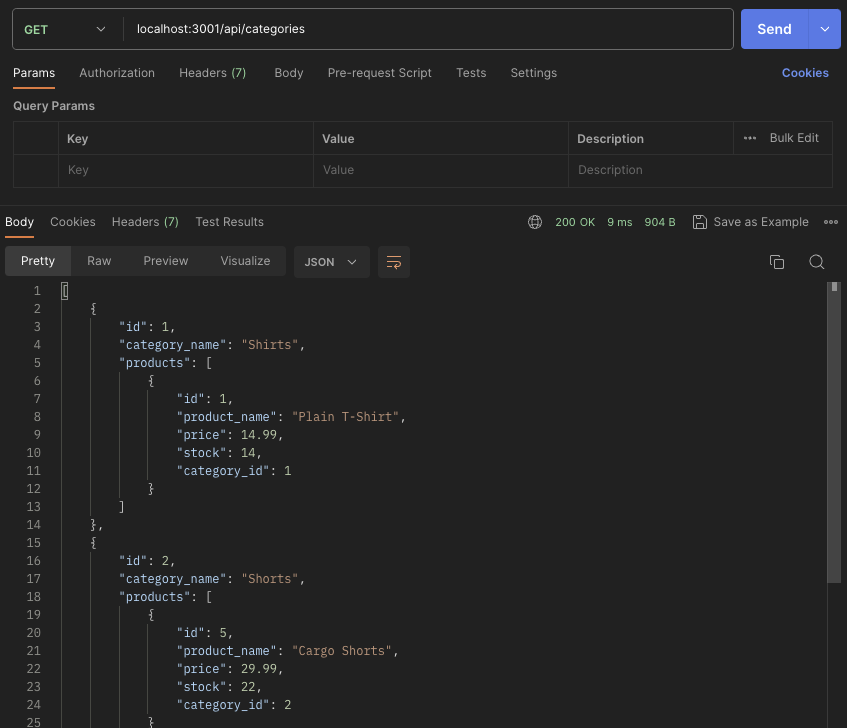 GET localhost:3001/api/categories Send
Params Authorization Headers (7) Body Pre-request Script Tests Settings Cookies
Query Params
Key Value Description ••• Bulk Edit
Key Value Description
Body Cookies Headers (7) Test Results 200 OK 9 ms 904 B Save as Example •••
Pretty Raw Preview Visualize JSON
1 [
2 {
3 "id": 1,
4 "category_name": "Shirts",
5 "products": [
6 {
7 "id": 1,
8 "product_name": "Plain T-Shirt",
9 "price": 14.99,
10 "stock": 14,
11 "category_id": 1
12 }
13 ]
14 },
15 {
16 "id": 2,
17 "category_name": "Shorts",
18 "products": [
19 {
20 "id": 5,
21 "product_name": "Cargo Shorts",
22 "price": 29.99,
23 "stock": 22,
24 "category_id": 2
25 }